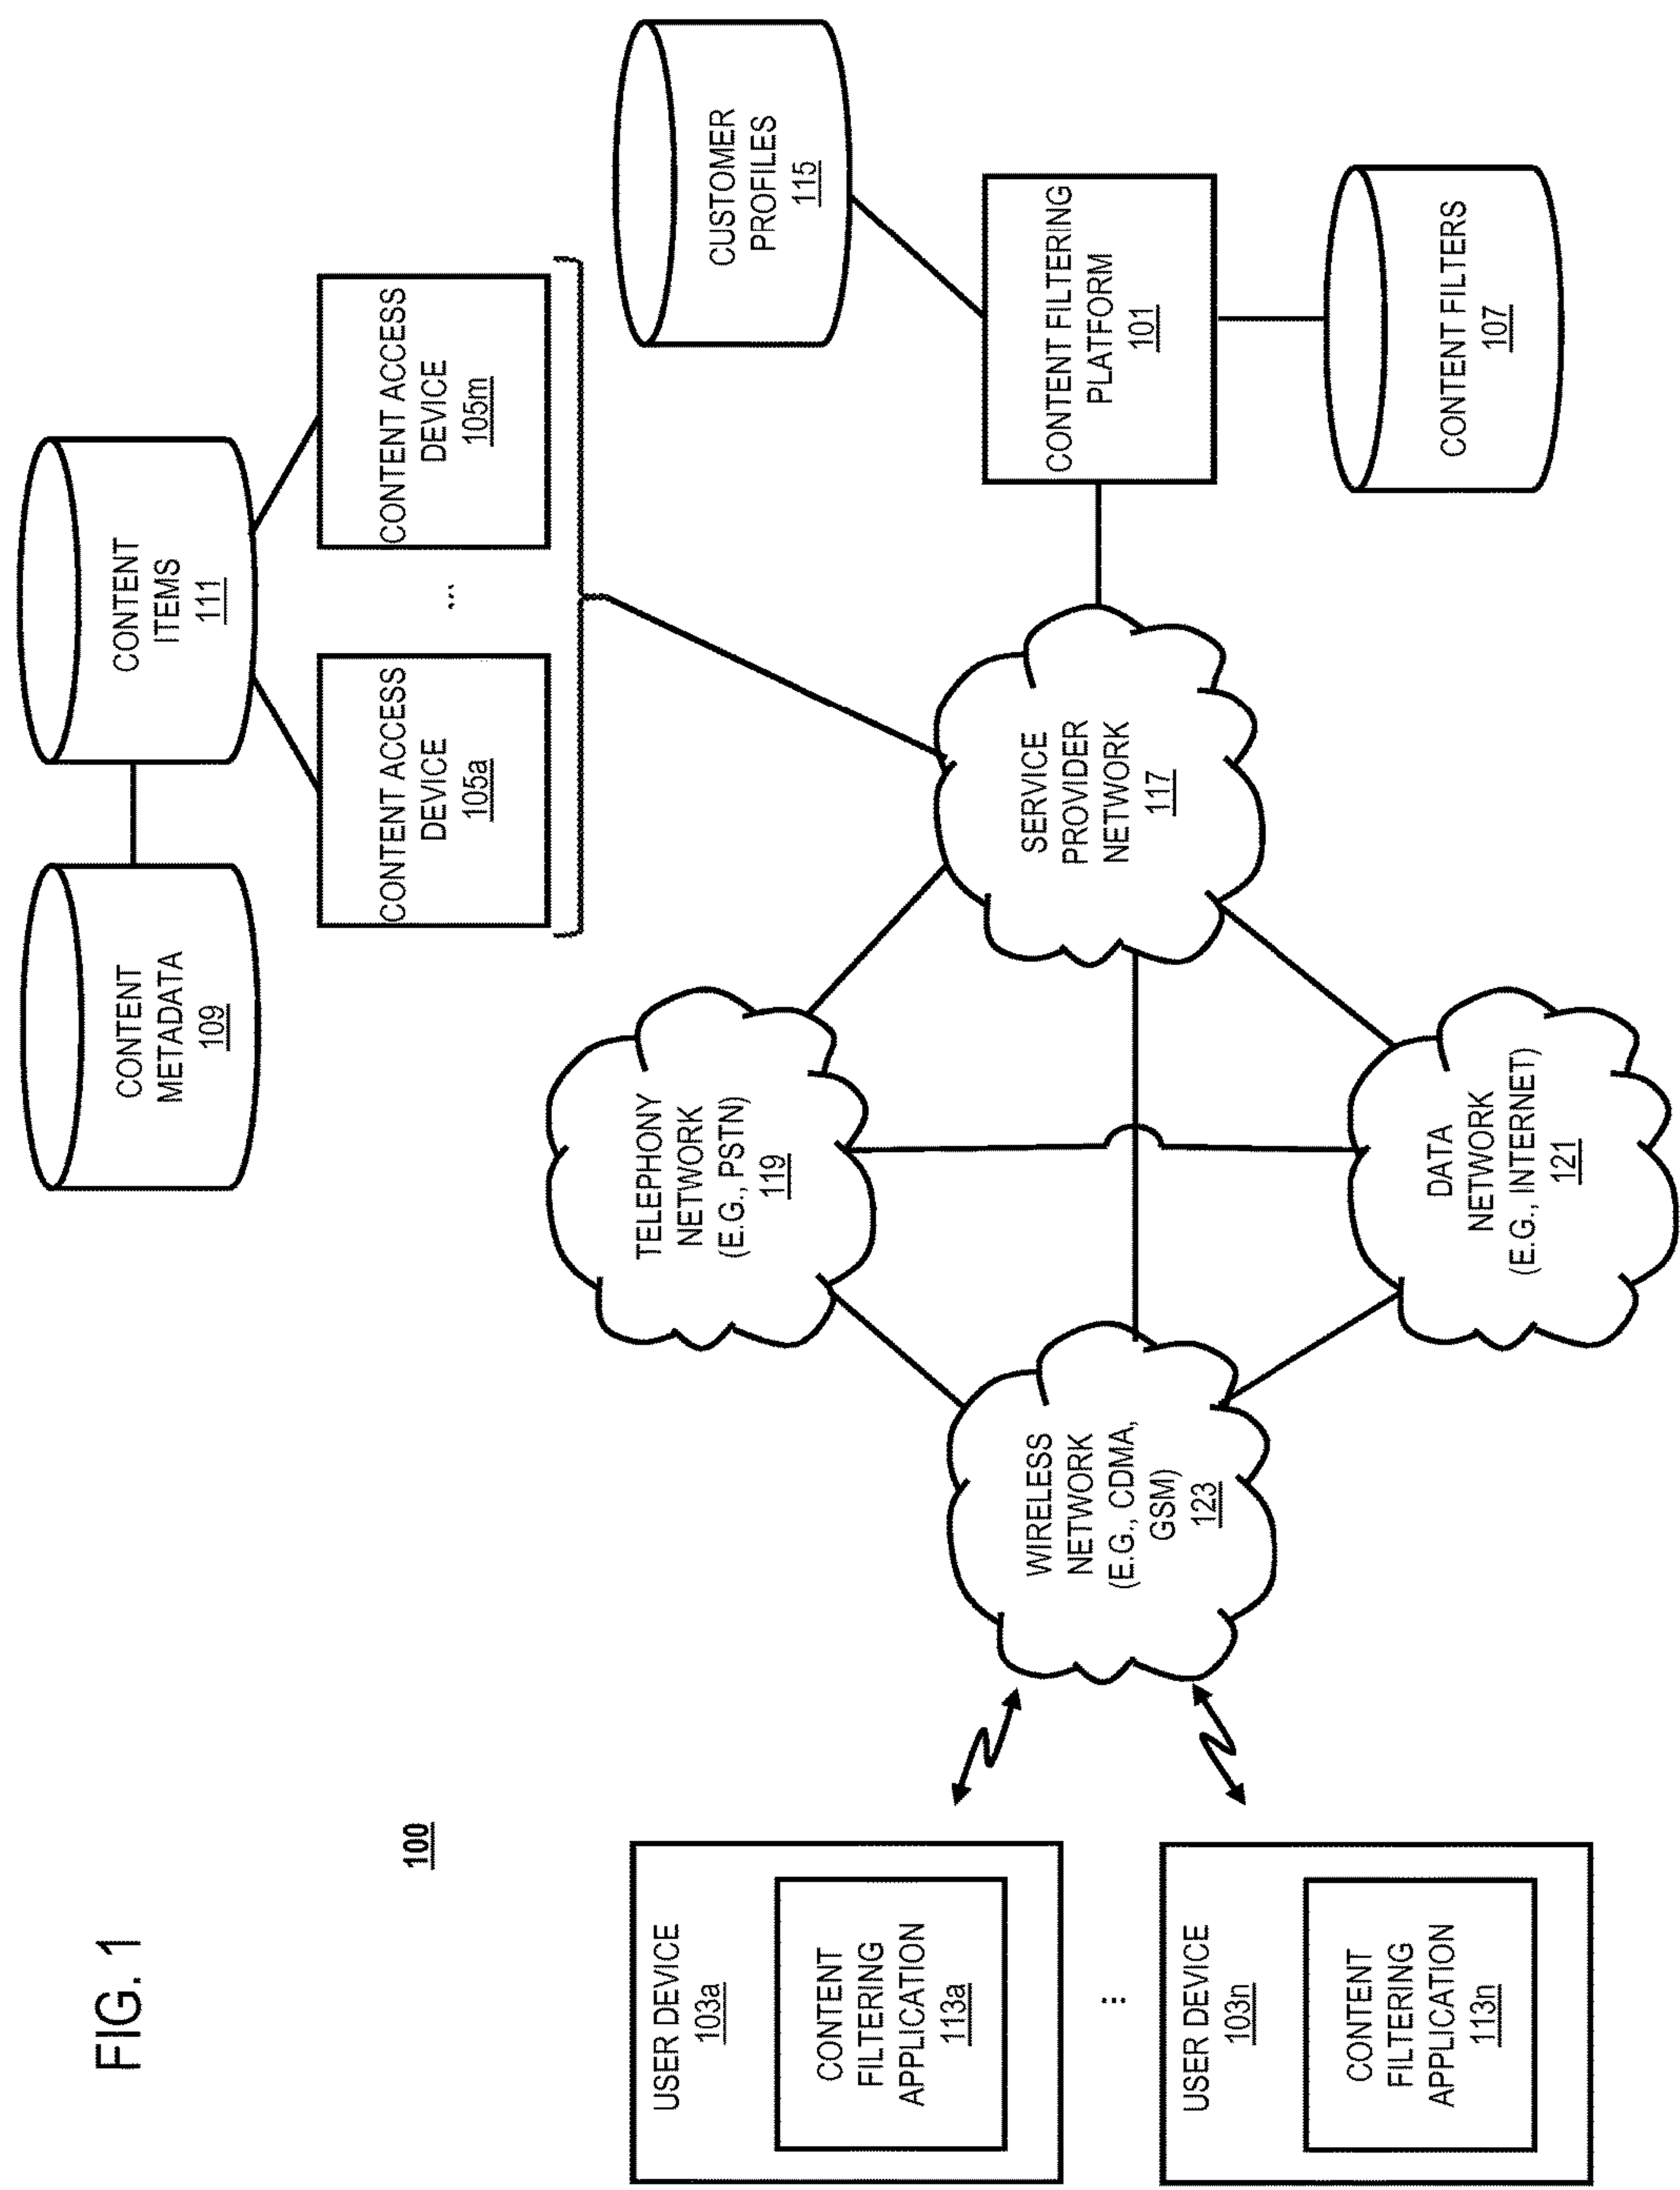 FIG. 1
100
CONTENT
METADATA
109
CONTENT
ITEMS
111
CONTENT ACCESS
DEVICE
105a
...
CONTENT ACCESS
DEVICE
105m
USER DEVICE
103a
CONTENT
FILTERING
APPLICATION
113a
...
USER DEVICE
103n
CONTENT
FILTERING
APPLICATION
113n
WIRELESS
NETWORK
(E.G., CDMA,
GSM)
123
TELEPHONY
NETWORK
(E.G., PSTN)
119
DATA
NETWORK
(E.G., INTERNET)
121
SERVICE
PROVIDER
NETWORK
117
CUSTOMER
PROFILES
115
CONTENT FILTERING
PLATFORM
101
CONTENT FILTERS
107